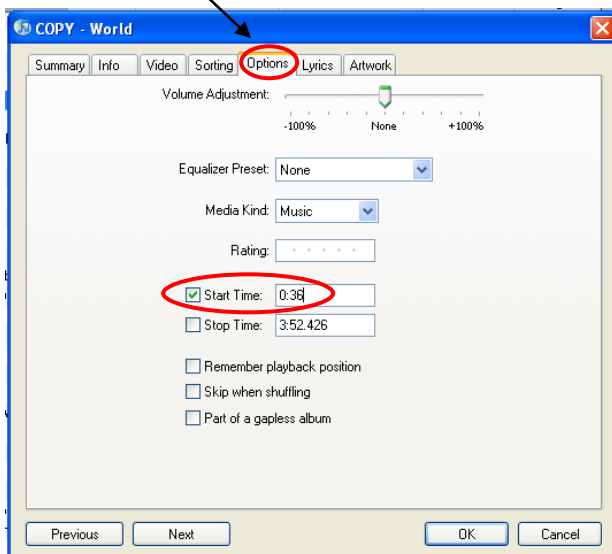 COPY - World
Summary Info Video Sorting Options Lyrics Artwork
Volume Adjustment:
-100% None +100%
Equalizer Preset: None
Media Kind: Music
Rating:
Start Time: 0:36
Stop Time: 3:52.426
Remember playback position
Skip when shuffling
Part of a gapless album
Previous Next OK Cancel